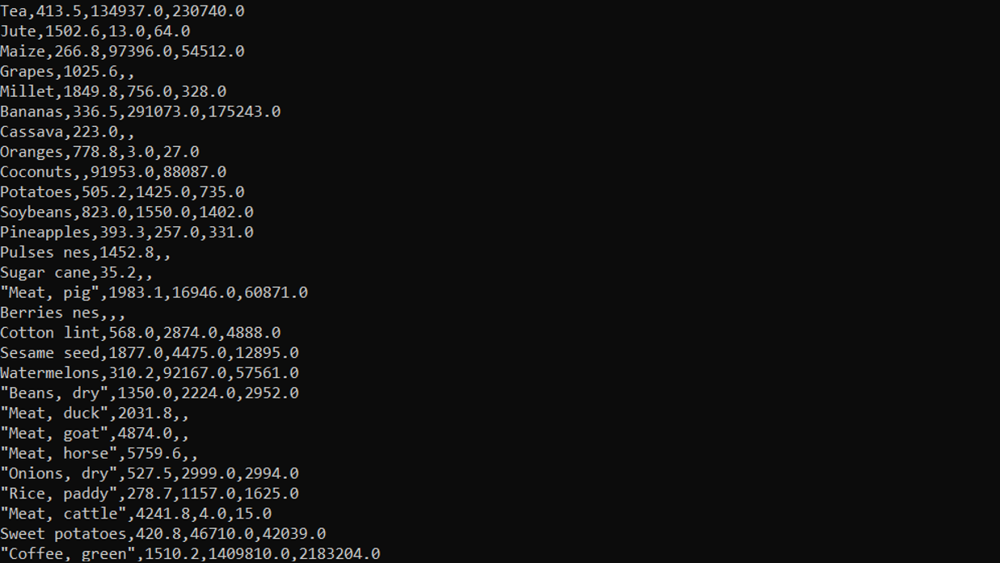 Tea,413.5,134937.0,230740.0
Jute,1502.6,13.0,64.0
Maize,266.8,97396.0,54512.0
Grapes,1025.6,,
Millet,1849.8,756.0,328.0
Bananas,336.5,291073.0,175243.0
Cassava,223.0,,
Oranges,778.8,3.0,27.0
Coconuts,,91953.0,88087.0
Potatoes,505.2,1425.0,735.0
Soybeans,823.0,1550.0,1402.0
Pineapples,393.3,257.0,331.0
Pulses nes,1452.8,,
Sugar cane,35.2,,
"Meat, pig",1983.1,16946.0,60871.0
Berries nes,,,
Cotton lint,568.0,2874.0,4888.0
Sesame seed,1877.0,4475.0,12895.0
Watermelons,310.2,92167.0,57561.0
"Beans, dry",1350.0,2224.0,2952.0
"Meat, duck",2031.8,,
"Meat, goat",4874.0,,
"Meat, horse",5759.6,,
"Onions, dry",527.5,2999.0,2994.0
"Rice, paddy",278.7,1157.0,1625.0
"Meat, cattle",4241.8,4.0,15.0
Sweet potatoes,420.8,46710.0,42039.0
"Coffee, green",1510.2,1409810.0,2183204.0